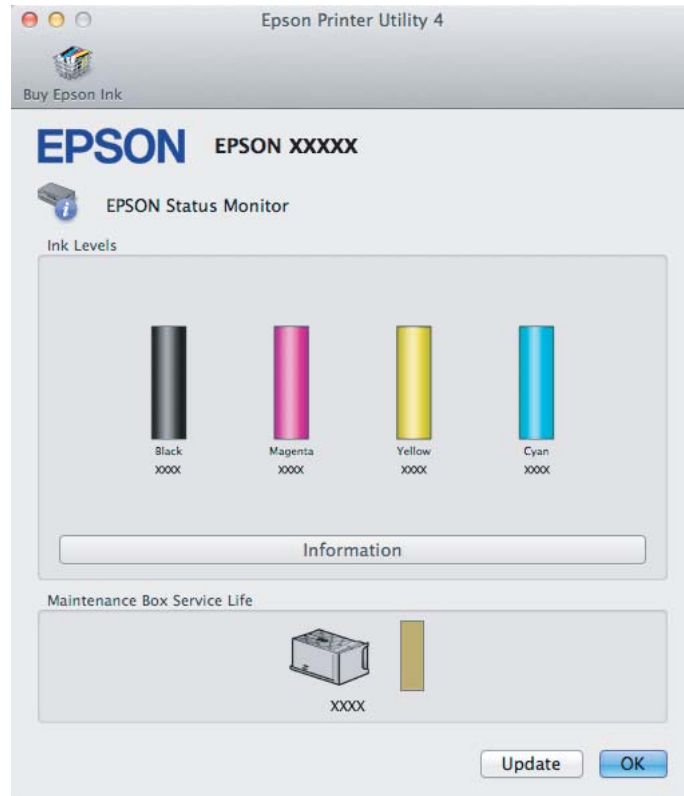 Epson Printer Utility 4
Buy Epson Ink
EPSON EPSON XXXXX
EPSON Status Monitor
Ink Levels
Black Magenta Yellow Cyan
XXXX XXXX XXXX XXXX
Information
Maintenance Box Service Life
XXXX
Update OK